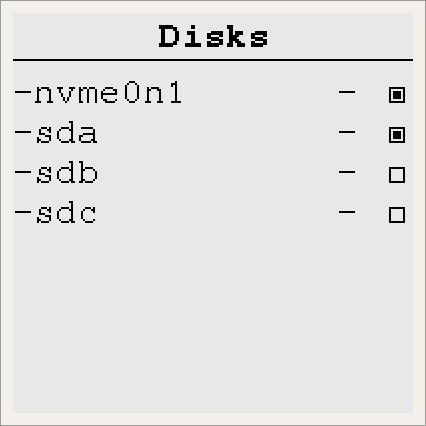 Disks
-nvme0n1 - ▣
-sda - ▣
-sdb - □
-sdc - □